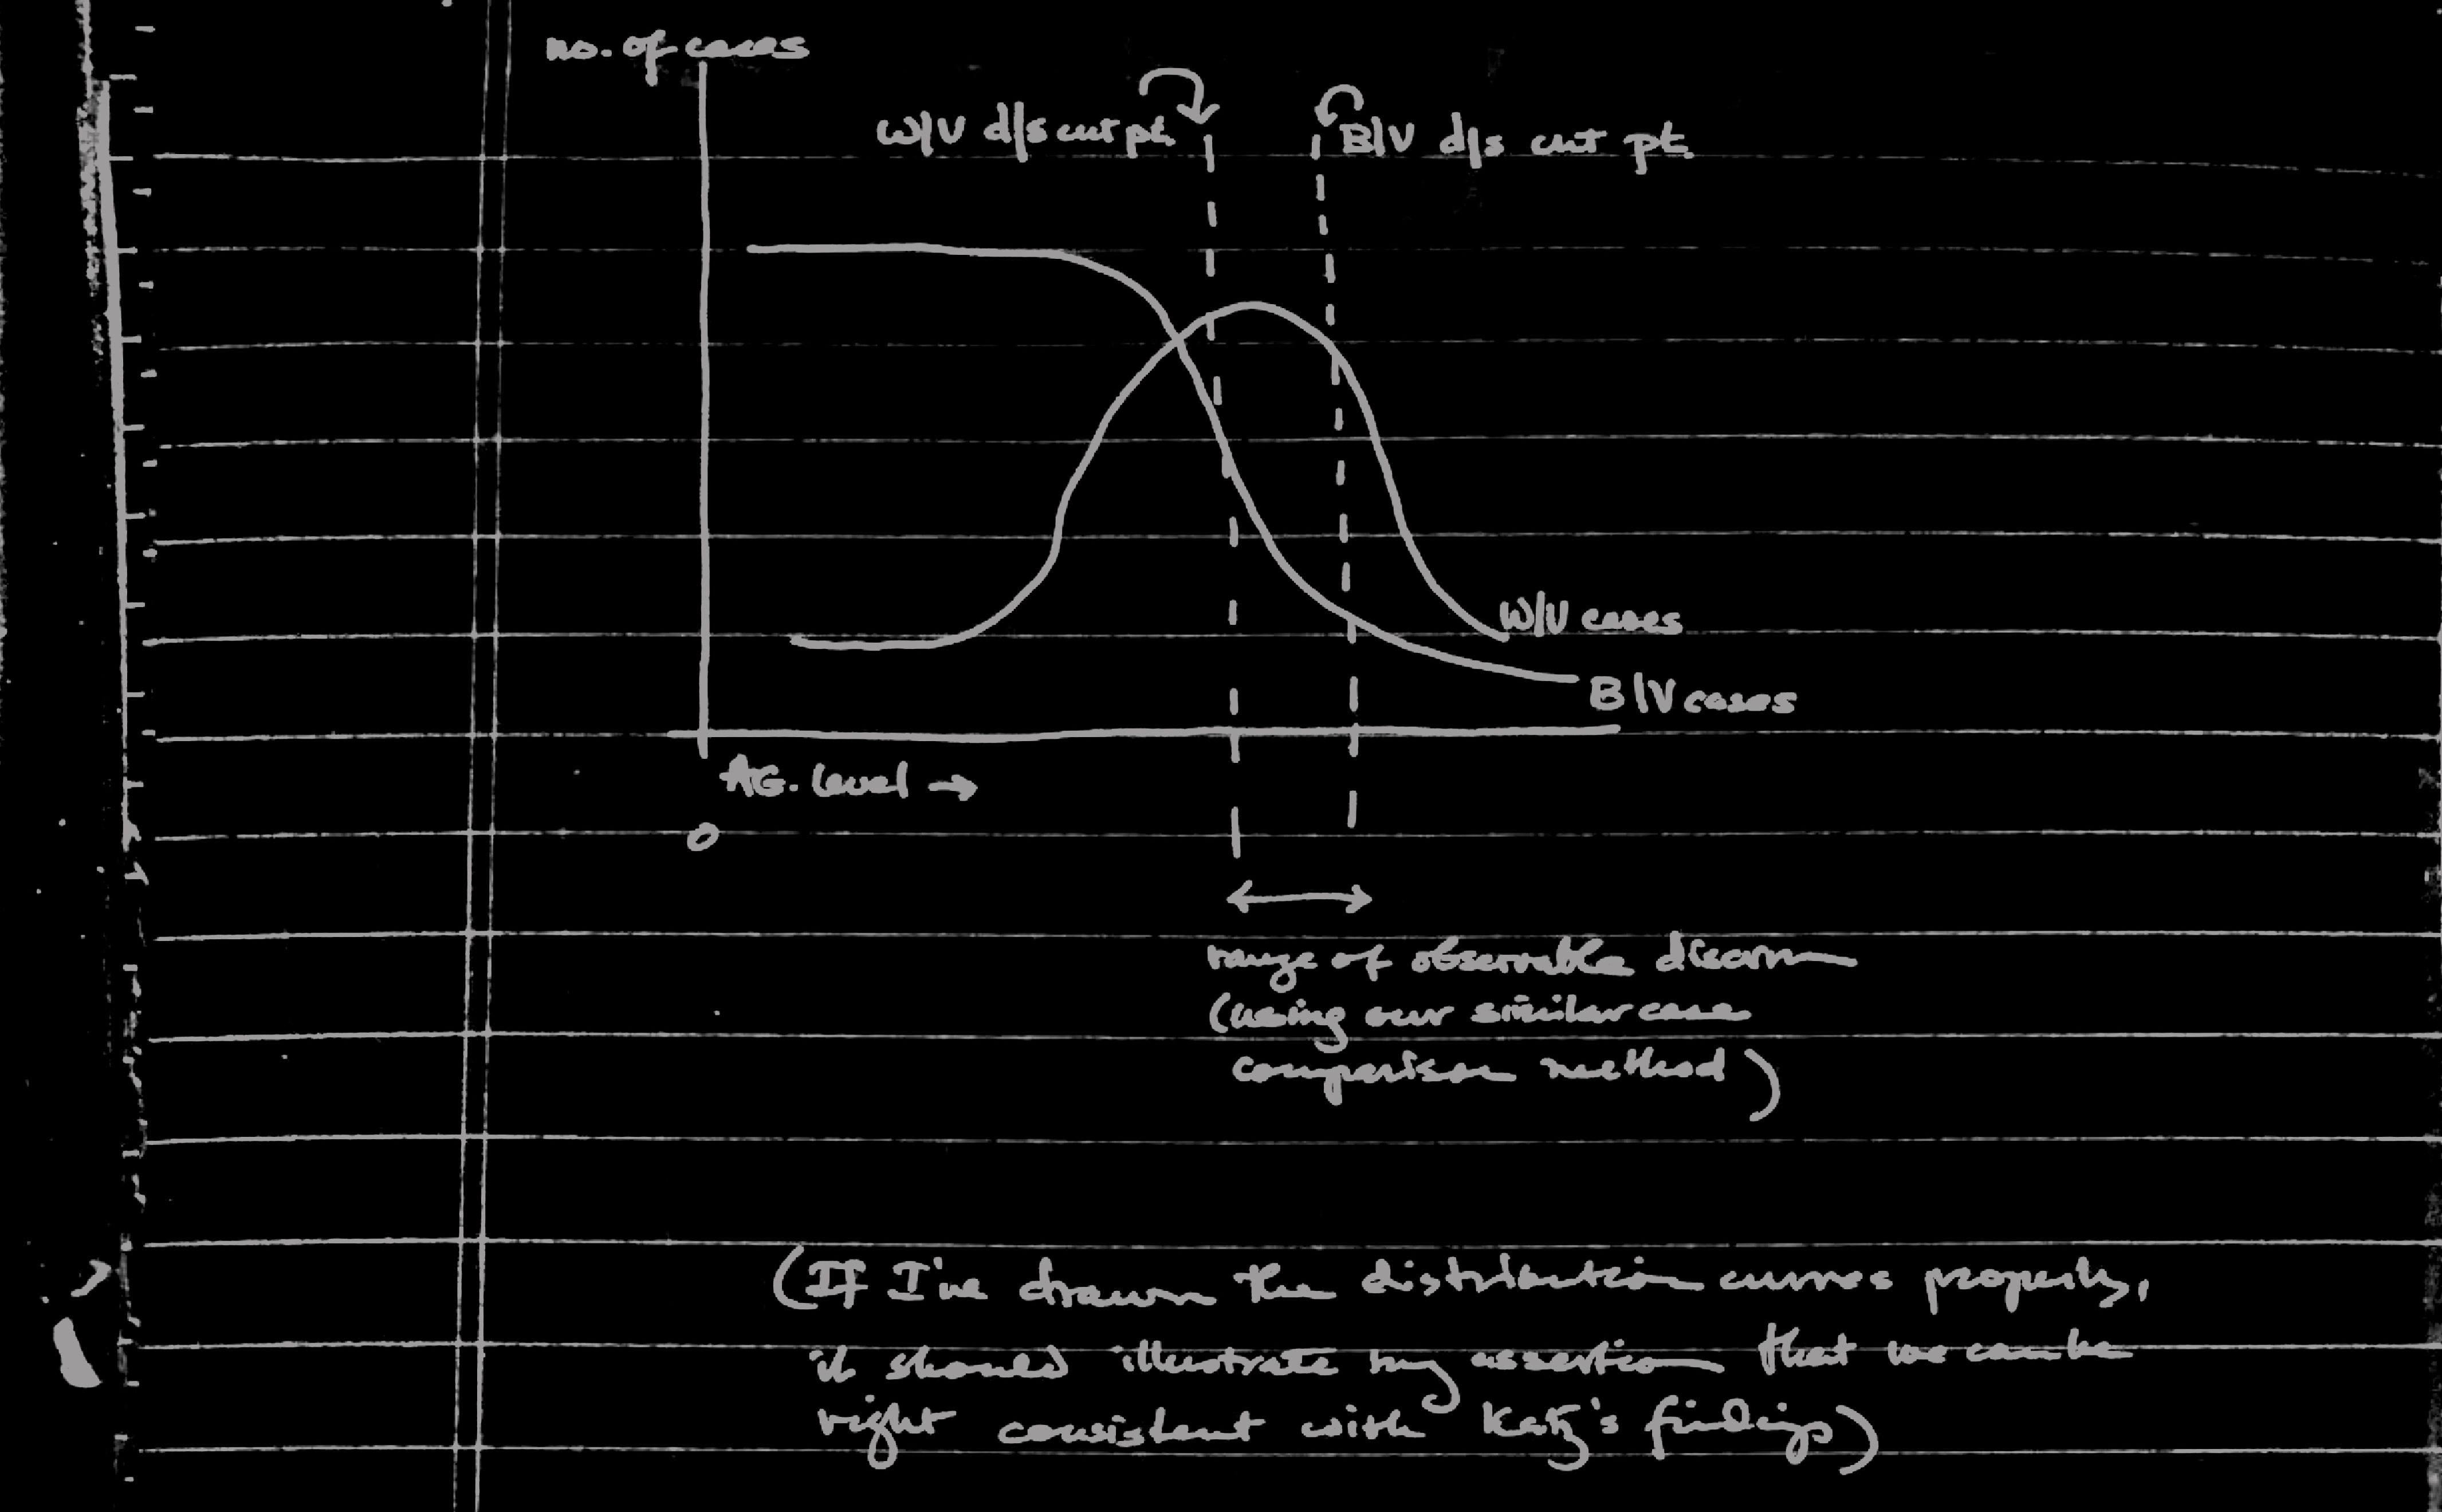 no. of cases
W/V d/s cut pt.
B/V d/s cut pt.
W/V cases
B/V cases
AG. level →
0
range of observable discrm
(using our similar case
comparison method)
(If I've drawn the distribution curves properly,
it should illustrate my assertion that we can be
right consistent with Katz's findings)